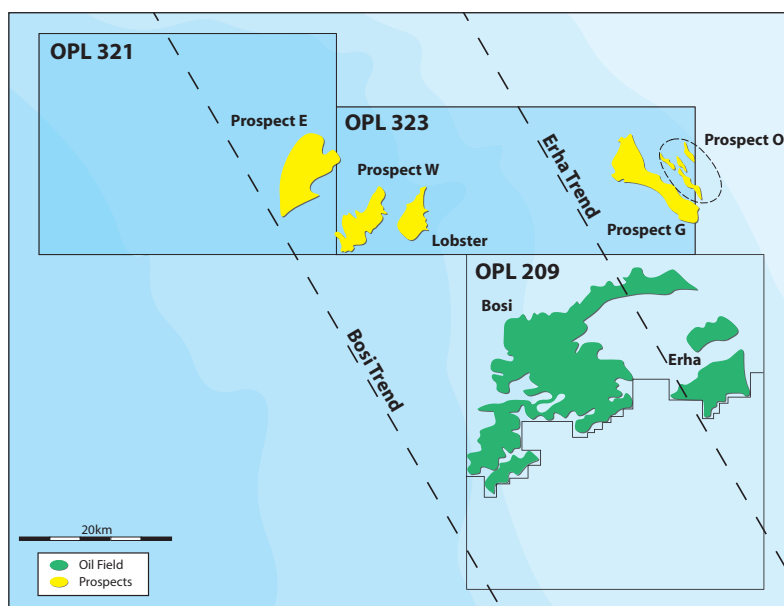 OPL 321
Prospect E
OPL 323
Prospect O
Prospect W
Erha Trend
Prospect G
Lobster
OPL 209
Bosi
Erha
Bosi Trend
20km
Oil Field
Prospects